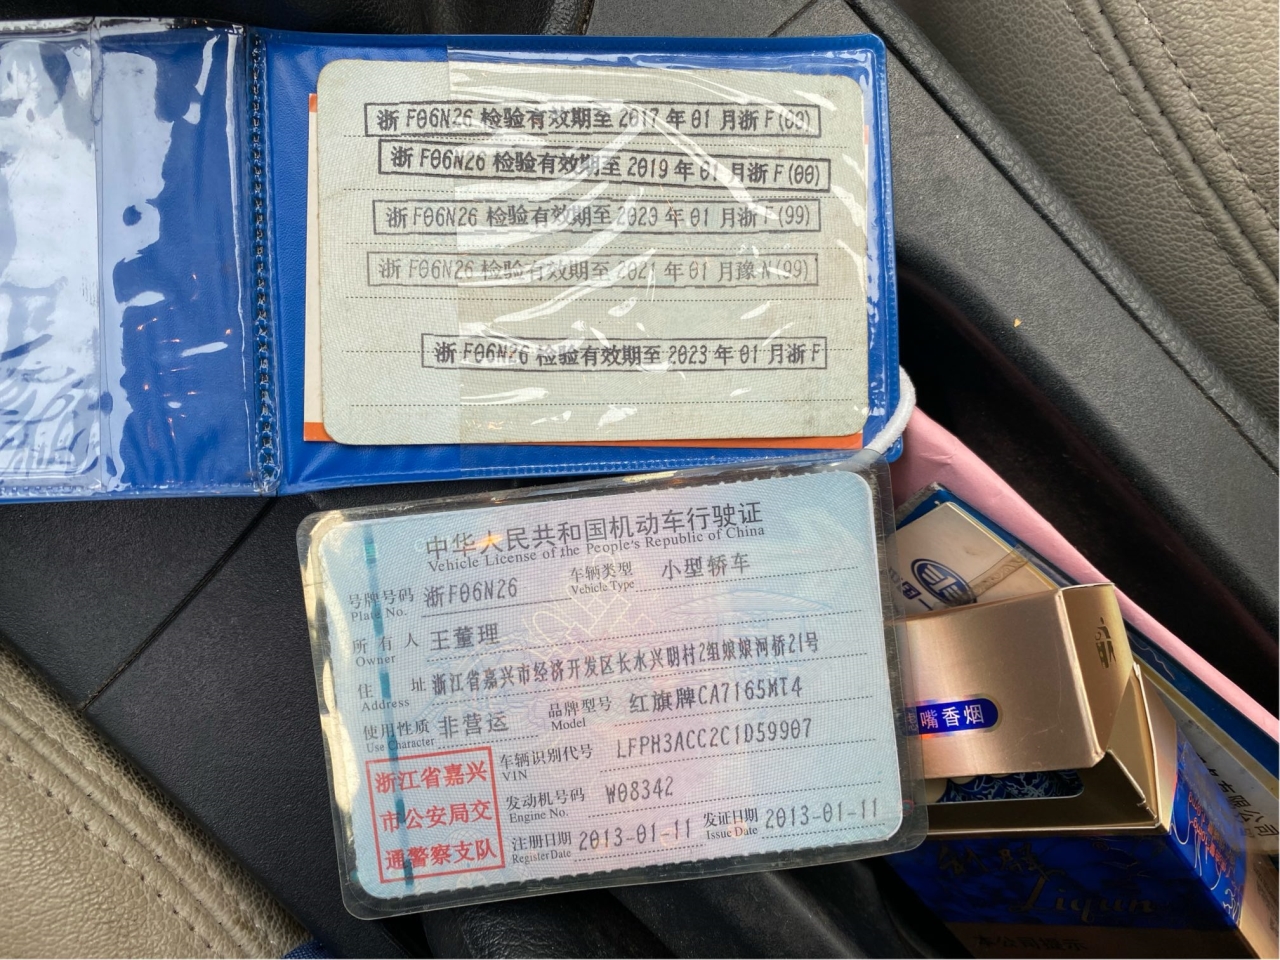 浙F06N26 检验有效期至2017年01月浙F(00)
浙F06N26 检验有效期至2019年01月浙F(00)
浙F06N26 检验有效期至2020年01月浙F(99)
浙F06N26 检验有效期至2021年01月豫N(99)
浙F06N26 检验有效期至2023年01月浙F
中华人民共和国机动车行驶证
Vehicle License of the People's Republic of China
号牌号码 浙F06N26 车辆类型 小型轿车
Plate No. Vehicle Type
所有人 王董理
Owner
住址 浙江省嘉兴市经济开发区长水兴明村2组娘娘河桥21号
Address
使用性质 非营运 品牌型号 红旗牌CA7165MT4
Use Character Model
车辆识别代号 LFPH3ACC2C1D59907
VIN
发动机号码 W08342
Engine No.
注册日期 2013-01-11 发证日期 2013-01-11
Register Date Issue Date
浙江省嘉兴
市公安局交
通警察支队
嘴香烟
有限公司
Liqun